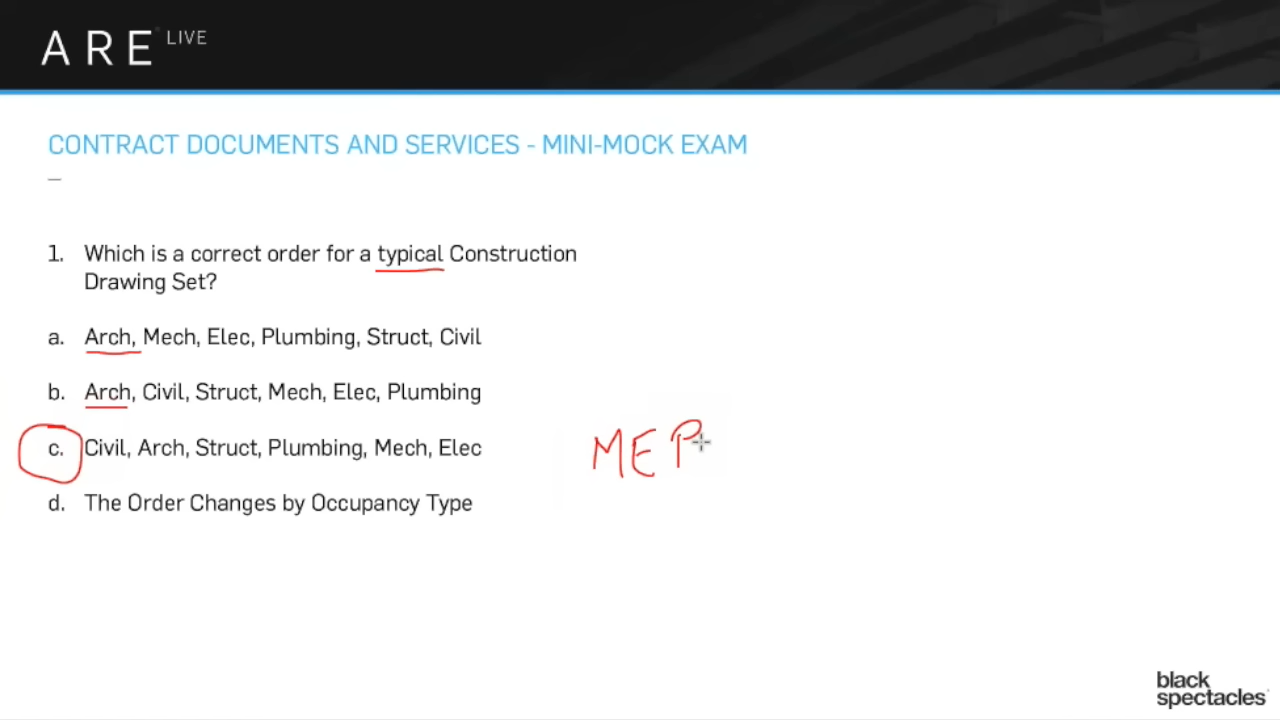 ARE LIVE
CONTRACT DOCUMENTS AND SERVICES - MINI-MOCK EXAM
1. Which is a correct order for a typical Construction
Drawing Set?
a. Arch, Mech, Elec, Plumbing, Struct, Civil
b. Arch, Civil, Struct, Mech, Elec, Plumbing
c. Civil, Arch, Struct, Plumbing, Mech, Elec
MEP
d. The Order Changes by Occupancy Type
black
spectacles